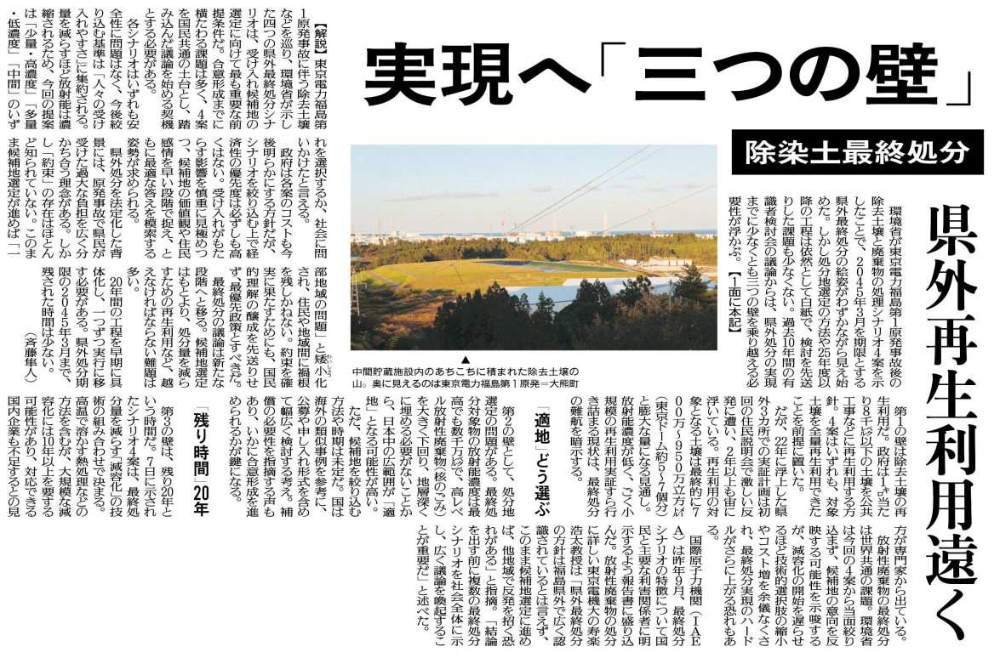 実現へ「三つの壁」
除染土最終処分
県外再生利用遠く
環境省が東京電力福島第1原発事故後の
除去土壌と廃棄物の処理シナリオ4案を示
したことで、2045年3月を期限とする
県外最終処分の絵姿がわずかながら見え始
めた。しかし処分地選定の方法や25年度以
降の工程は依然として白紙で、検討を先送
りした課題も少なくない。過去10年間の有
識者検討会の議論からは、県外処分の実現
までに少なくとも三つの壁を乗り越える必
要性が浮かぶ。【1面に本記】
第1の壁は除去土壌の再
生利用だ。政府は1㌔当た
り8千㏃以下の土壌を公共
工事などに再生利用する方
針。4案はいずれも、対象
土壌を全量再生利用できた
ことを前提に置いた。
だが、22年に浮上した県
外3カ所での実証計画は初
回の住民説明会で激しい反
発に遭い、2年以上も宙に
浮いている。再生利用の対
象となる土壌は最終的に7
00万~950万立方㍍
(東京ドーム約5~7個分)
と膨大な量になる見通し。
放射能濃度が低く、ごく小
規模の再生利用実証すら行
き詰まる現状は、最終処分
の難航を暗示する。
「適地」どう選ぶ
第2の壁として、処分地
選定の問題がある。最終処
分対象物の放射能濃度は最
高でも数千万㏃で、高レベ
ル放射性廃棄物(核のごみ)
を大きく下回り、地層深く
に埋める必要がないことか
ら、日本中の広範囲が「適
地」となる可能性が高い。
ただ、候補地を絞り込む
方法や時期は未定だ。国は
海外の類似事例を参考に、
公募や申し入れ形式を含め
て幅広く検討する考え。補
償の必要性を指摘する声も
あり、いかに合意形成を進
められるかが鍵になる。
「残り時間」20年
第3の壁は、残り20年と
いう時間だ。7日に示され
たシナリオ4案は、最終処
分量を減らす「減容化」の技
術の組み合わせで決まる。
高温で溶かす熱処理などの
方法を含むが、大規模な減
容化には10年以上を要する
可能性があり、対応できる
国内企業も不足するとの見
方が専門家から出ている。
放射性廃棄物の最終処分
は世界共通の課題。環境省
は今回の4案から当面絞り
込まず、候補地の意向を反
映する可能性を示唆する
が、減容化の開始を遅らせ
るほど技術的選択肢の縮小
やコスト増を余儀なくさ
れ、最終処分実現のハード
ルがさらに上がる恐れもあ
る。
国際原子力機関(IAE
A)は昨年9月、最終処分
シナリオの特徴について国
民と主要な利害関係者に明
示するよう報告書に盛り込
んだ。放射性廃棄物の処分
に詳しい東京電機大の寿楽
浩太教授は「県外最終処分
の方針は福島県外で広く認
識されているとは言えず、
このまま候補地選定に進め
ば、他地域で反発を招く恐
れがある」と指摘。「結論
を出す前に複数の最終処分
シナリオを社会全体に示
し、広く議論を喚起するこ
とが重要だ」と述べた。
▲
中間貯蔵施設内のあちこちに積まれた除去土壌の
山。奥に見えるのは東京電力福島第1原発=大熊町
【解説】東京電力福島第
1原発事故に伴う除去土壌
などを巡り、環境省が示し
た四つの県外最終処分シナ
リオは、受け入れ候補地の
選定に向けて最も重要な前
提条件だ。合意形成までに
横たわる課題は多く、4案
を国民共通の土台とし、踏
み込んだ議論を始める契機
とする必要がある。
各シナリオはいずれも安
全性に問題はなく、今後絞
り込む基準は「人々の受け
入れやすさ」に集約される。
量を減らすほど放射能は濃
縮されるため、今回の提案
は「少量・高濃度」「多量
・低濃度」「中間」のいず
れを選択するか、社会に問
いかけたと言える。
政府は各案のコストも今
後明らかにする方針だが、
シナリオを絞り込む上で経
済性の優先度は必ずしも高
くはない。受け入れがもた
らす影響を慎重に見極めつ
つ、候補地の価値観や住民
感情を早い段階で捉え、と
もに最適な答えを模索する
姿勢が求められる。
県外処分を法定化した背
景には、原発事故で県民が
受けた過大な負担を広く分
かち合う理念がある。しか
し「約束」の存在はほとん
ど知られていない。このま
ま候補地選定が進めば「一
部地域の問題」と矮小化
わいしょう
され、住民や地域間に禍根
を残しかねない。約束を確
実に果たすためにも、国民
的理解の醸成を先送りせ
ず、最優先政策とすべきだ。
最終処分の議論は新たな
段階へと移る。候補地選定
はもとより、処分量を減ら
すための再生利用など、越
えなければならない難題は
多い。
20年間の工程を早期に具
体化し、一つずつ実行に移
す必要がある。県外処分期
限の2045年3月まで、
残された時間は少ない。
(斉藤隼人)